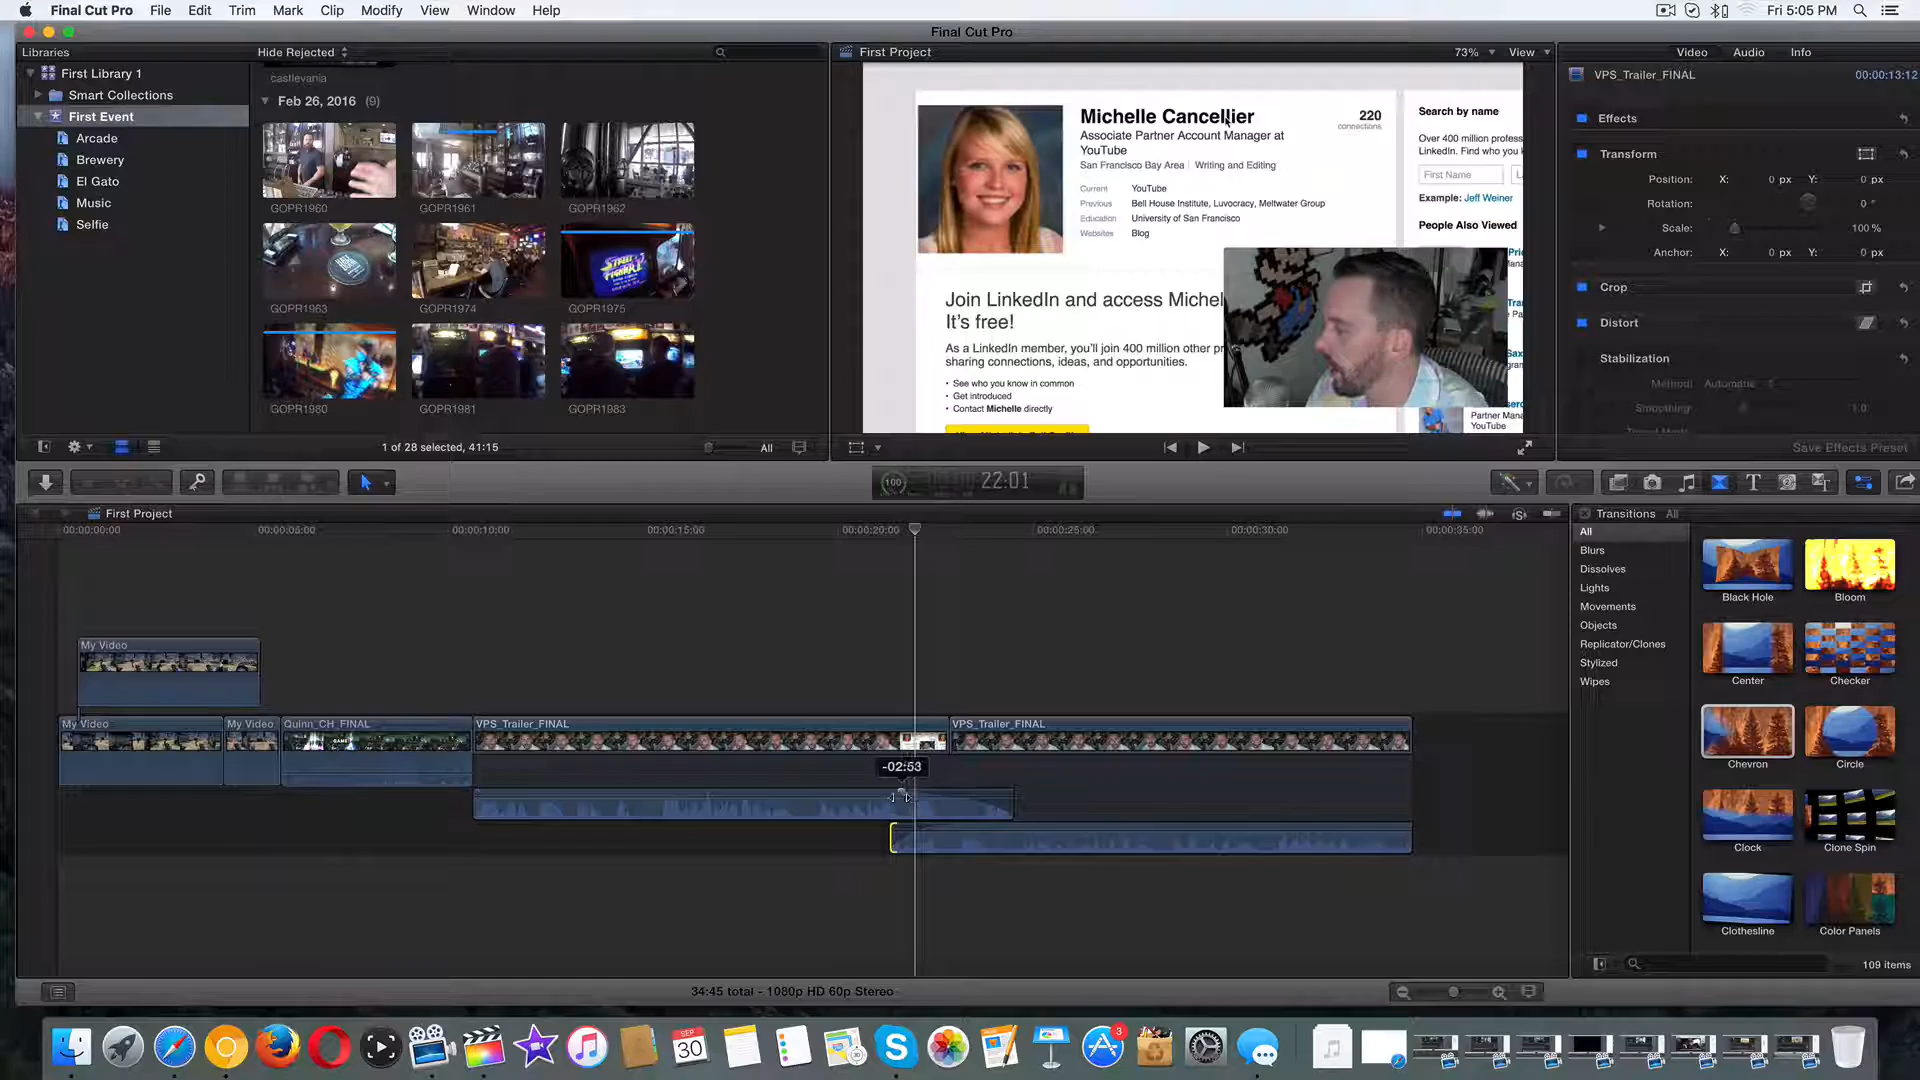 Final Cut Pro File Edit Trim Mark Clip Modify View Window Help
Fri 5:05 PM
Final Cut Pro
Libraries
Hide Rejected
First Library 1
Smart Collections
First Event
Arcade
Brewery
El Gato
Music
Selfie
castlevania
Feb 26, 2016 (9)
GOPR1960 GOPR1961 GOPR1962
GOPR1963 GOPR1974 GOPR1975
GOPR1980 GOPR1981 GOPR1983
1 of 28 selected, 41:15
All
First Project
73% View
Michelle Cancellier
220
connections
Associate Partner Account Manager at
YouTube
San Francisco Bay Area Writing and Editing
Current YouTube
Previous Bell House Institute, Luvocracy, Meltwater Group
Education University of San Francisco
Websites Blog
Join LinkedIn and access Michel
It's free!
As a LinkedIn member, you'll join 400 million other pr
sharing connections, ideas, and opportunities.
• See who you know in common
• Get introduced
• Contact Michelle directly
Search by name
Over 400 million profess
LinkedIn. Find who you k
First Name
Example: Jeff Weiner
People Also Viewed
Partner Mana
YouTube
Video Audio Info
VPS_Trailer_FINAL 00:00:13:12
Effects
Transform
Position: X: 0 px Y: 0 px
Rotation: 0 °
Scale: 100 %
Anchor: X: 0 px Y: 0 px
Crop
Distort
Stabilization
Method: Automatic
Smoothing: 1.0
Save Effects Preset
100 22:01
First Project
00:00:00:00 00:00:05:00 00:00:10:00 00:00:15:00 00:00:20:00 00:00:25:00 00:00:30:00 00:00:35:00
My Video
My Video My Video Quinn_CH_FINAL VPS_Trailer_FINAL VPS_Trailer_FINAL
-02:53
34:45 total - 1080p HD 60p Stereo
Transitions All
All
Blurs
Dissolves
Lights
Movements
Objects
Replicator/Clones
Stylized
Wipes
Black Hole Bloom
Center Checker
Chevron Circle
Clock Clone Spin
Clothesline Color Panels
109 items
SEP
30
3